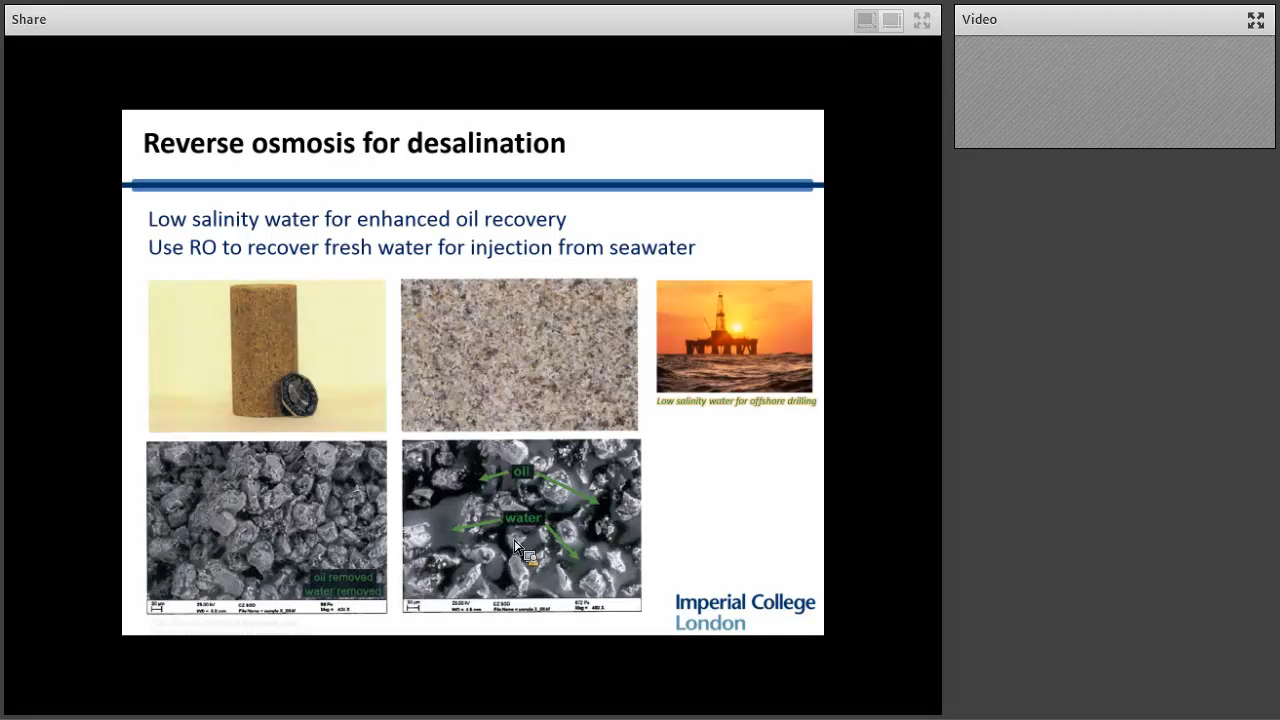 Share
Video
Reverse osmosis for desalination
Low salinity water for enhanced oil recovery
Use RO to recover fresh water for injection from seawater
Low salinity water for offshore drilling
oil
water
oil removed
water removed
Imperial College
London